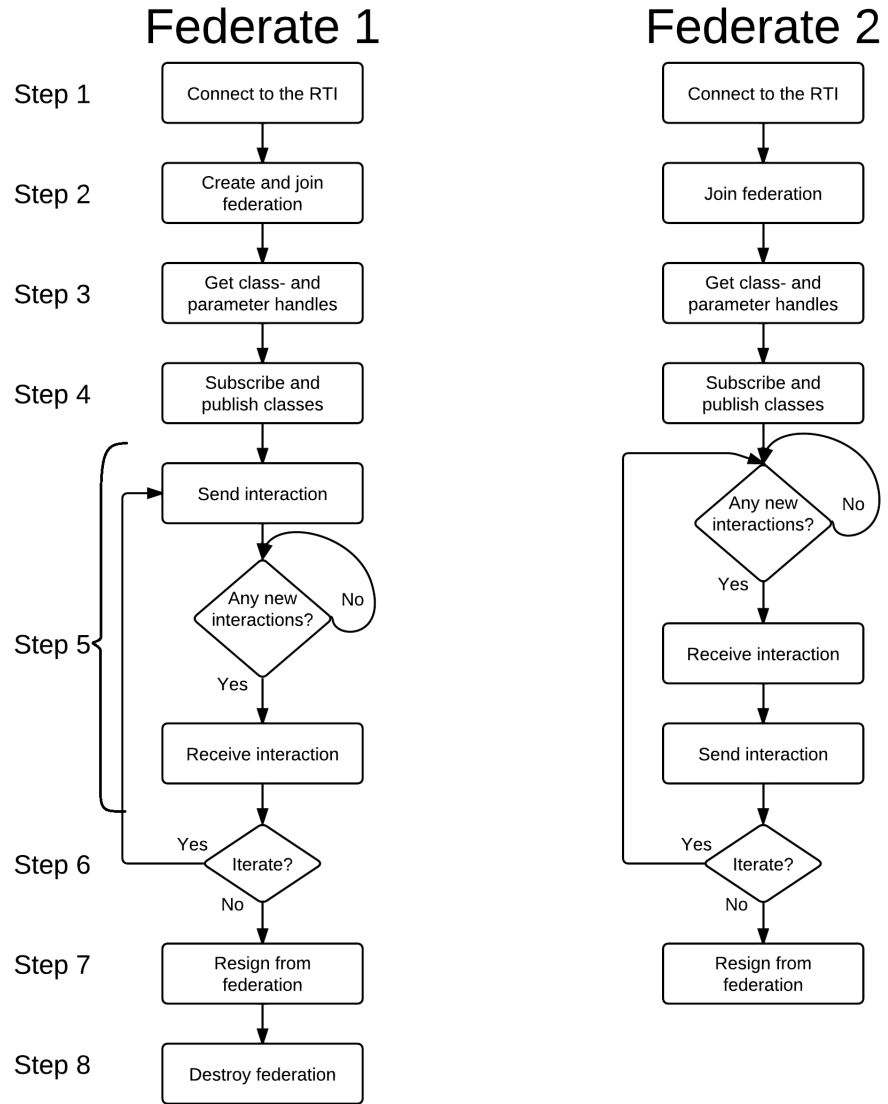 Federate 1
Federate 2
Step 1
Connect to the RTI
Connect to the RTI
Step 2
Create and join
federation
Join federation
Step 3
Get class- and
parameter handles
Get class- and
parameter handles
Step 4
Subscribe and
publish classes
Subscribe and
publish classes
Step 5
Send interaction
Any new
interactions?
No
Yes
Receive interaction
Any new
interactions?
No
Yes
Receive interaction
Send interaction
Step 6
Yes
Iterate?
No
Yes
Iterate?
No
Step 7
Resign from
federation
Resign from
federation
Step 8
Destroy federation